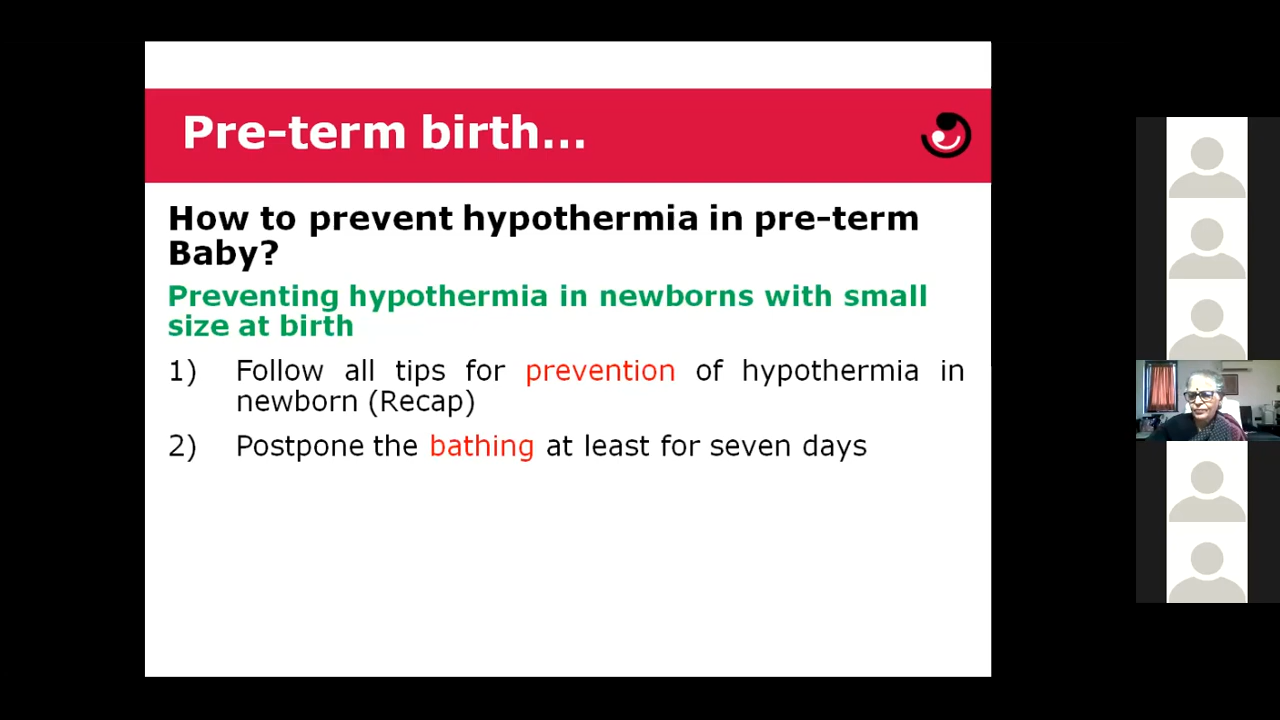 Pre-term birth...
How to prevent hypothermia in pre-term
Baby?
Preventing hypothermia in newborns with small
size at birth
1) Follow all tips for prevention of hypothermia in
newborn (Recap)
2) Postpone the bathing at least for seven days